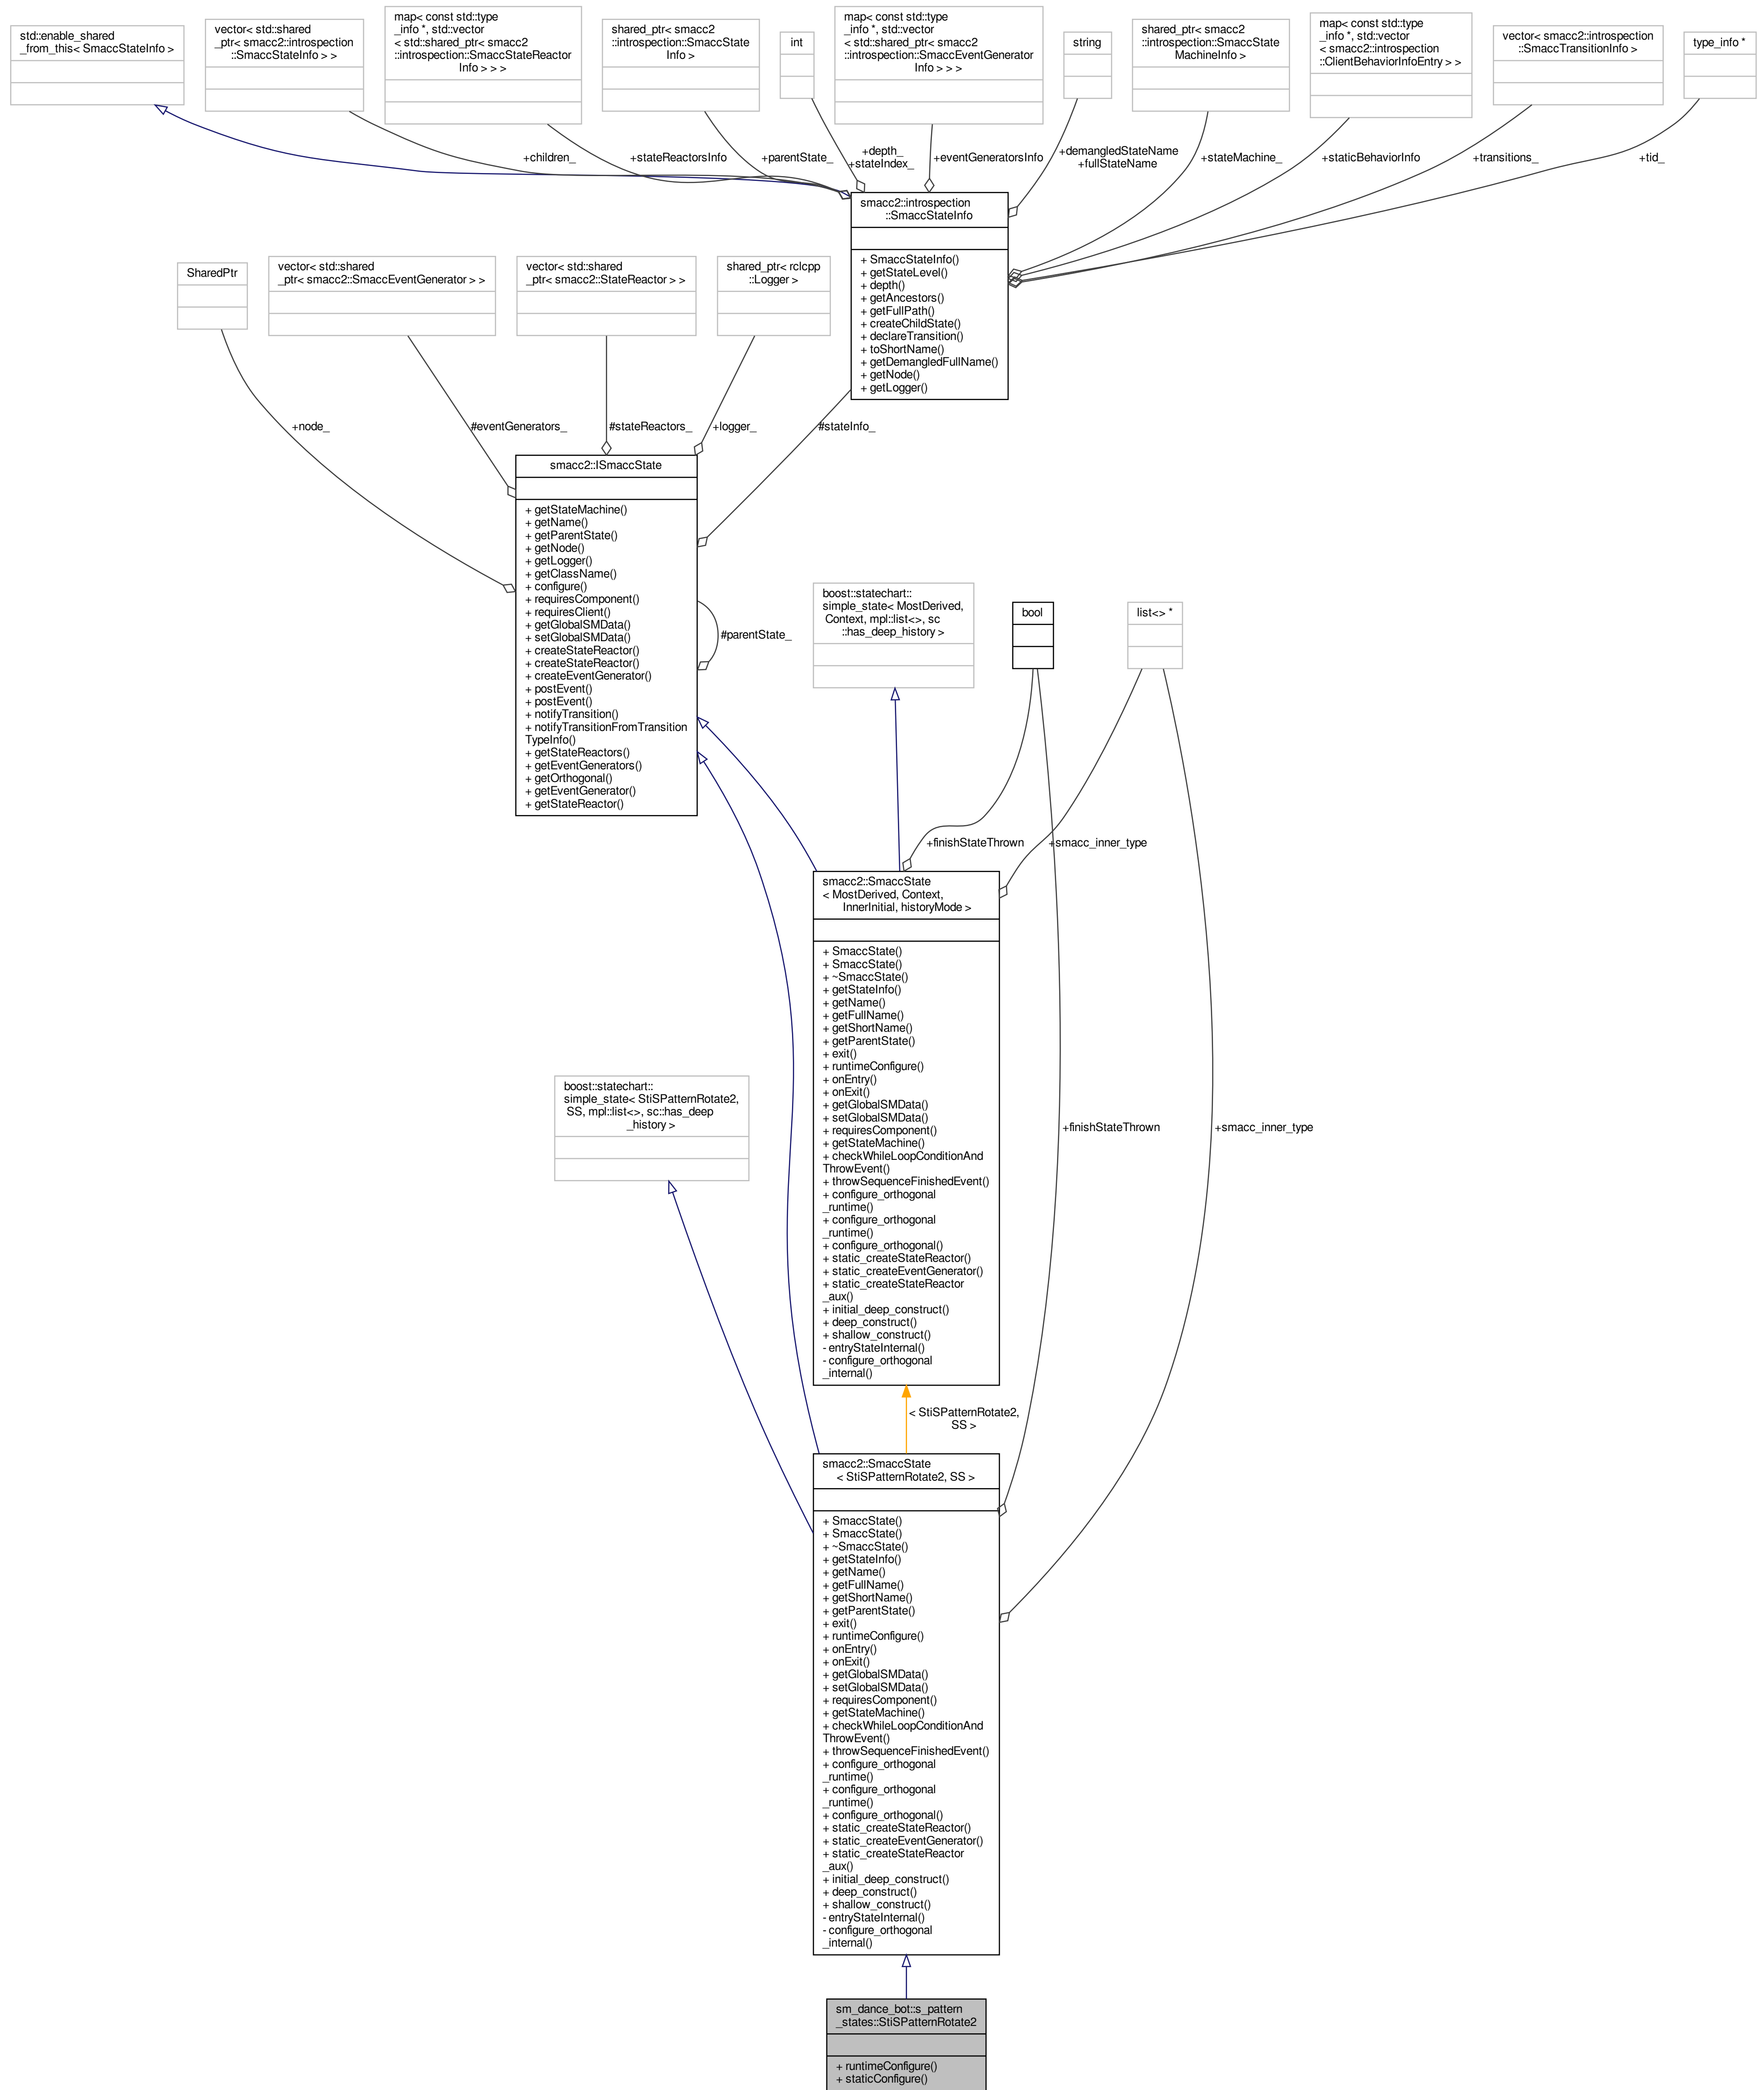 std::enable_shared
_from_this< SmaccStateInfo >
vector< std::shared
_ptr< smacc2::introspection
::SmaccStateInfo > >
map< const std::type
_info *, std::vector
< std::shared_ptr< smacc2
::introspection::SmaccStateReactor
Info > > >
shared_ptr< smacc2
::introspection::SmaccState
Info >
int
map< const std::type
_info *, std::vector
< std::shared_ptr< smacc2
::introspection::SmaccEventGenerator
Info > > >
string
shared_ptr< smacc2
::introspection::SmaccState
MachineInfo >
map< const std::type
_info *, std::vector
< smacc2::introspection
::ClientBehaviorInfoEntry > >
vector< smacc2::introspection
::SmaccTransitionInfo >
type_info *
+children_
+stateReactorsInfo
+parentState_
+depth_
+stateIndex_
+eventGeneratorsInfo
+demangledStateName
+fullStateName
+stateMachine_
+staticBehaviorInfo
+transitions_
+tid_
smacc2::introspection
::SmaccStateInfo
+ SmaccStateInfo()
+ getStateLevel()
+ depth()
+ getAncestors()
+ getFullPath()
+ createChildState()
+ declareTransition()
+ toShortName()
+ getDemangledFullName()
+ getNode()
+ getLogger()
SharedPtr
vector< std::shared
_ptr< smacc2::SmaccEventGenerator > >
vector< std::shared
_ptr< smacc2::StateReactor > >
shared_ptr< rclcpp
::Logger >
+node_
#eventGenerators_
#stateReactors_
+logger_
#stateInfo_
smacc2::ISmaccState
+ getStateMachine()
+ getName()
+ getParentState()
+ getNode()
+ getLogger()
+ getClassName()
+ configure()
+ requiresComponent()
+ requiresClient()
+ getGlobalSMData()
+ setGlobalSMData()
+ createStateReactor()
+ createStateReactor()
+ createEventGenerator()
+ postEvent()
+ postEvent()
+ notifyTransition()
+ notifyTransitionFromTransition
TypeInfo()
+ getStateReactors()
+ getEventGenerators()
+ getOrthogonal()
+ getEventGenerator()
+ getStateReactor()
#parentState_
boost::statechart::
simple_state< MostDerived,
Context, mpl::list<>, sc
::has_deep_history >
bool
list<> *
+finishStateThrown
+smacc_inner_type
smacc2::SmaccState
< MostDerived, Context,
InnerInitial, historyMode >
+ SmaccState()
+ SmaccState()
+ ~SmaccState()
+ getStateInfo()
+ getName()
+ getFullName()
+ getShortName()
+ getParentState()
+ exit()
+ runtimeConfigure()
+ onEntry()
+ onExit()
+ getGlobalSMData()
+ setGlobalSMData()
+ requiresComponent()
+ getStateMachine()
+ checkWhileLoopConditionAnd
ThrowEvent()
+ throwSequenceFinishedEvent()
+ configure_orthogonal
_runtime()
+ configure_orthogonal
_runtime()
+ configure_orthogonal()
+ static_createStateReactor()
+ static_createEventGenerator()
+ static_createStateReactor
_aux()
+ initial_deep_construct()
+ deep_construct()
+ shallow_construct()
- entryStateInternal()
- configure_orthogonal
_internal()
boost::statechart::
simple_state< StiSPatternRotate2,
SS, mpl::list<>, sc::has_deep
_history >
+finishStateThrown
+smacc_inner_type
< StiSPatternRotate2,
SS >
smacc2::SmaccState
< StiSPatternRotate2, SS >
+ SmaccState()
+ SmaccState()
+ ~SmaccState()
+ getStateInfo()
+ getName()
+ getFullName()
+ getShortName()
+ getParentState()
+ exit()
+ runtimeConfigure()
+ onEntry()
+ onExit()
+ getGlobalSMData()
+ setGlobalSMData()
+ requiresComponent()
+ getStateMachine()
+ checkWhileLoopConditionAnd
ThrowEvent()
+ throwSequenceFinishedEvent()
+ configure_orthogonal
_runtime()
+ configure_orthogonal
_runtime()
+ configure_orthogonal()
+ static_createStateReactor()
+ static_createEventGenerator()
+ static_createStateReactor
_aux()
+ initial_deep_construct()
+ deep_construct()
+ shallow_construct()
- entryStateInternal()
- configure_orthogonal
_internal()
sm_dance_bot::s_pattern
_states::StiSPatternRotate2
+ runtimeConfigure()
+ staticConfigure()